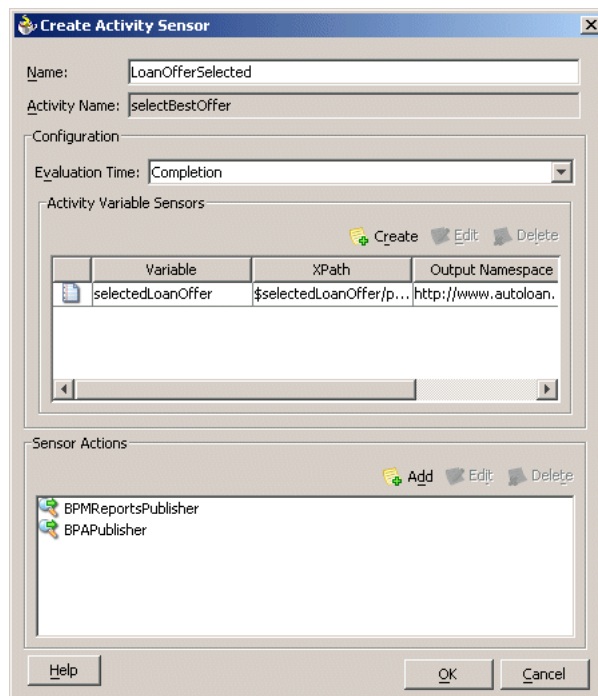 Create Activity Sensor
Name: LoanOfferSelected
Activity Name: selectBestOffer
Configuration
Evaluation Time: Completion
Activity Variable Sensors
Create Edit Delete
Variable XPath Output Namespace
selectedLoanOffer $selectedLoanOffer/p... http://www.autoloan.
Sensor Actions
Add Edit Delete
BPMReportsPublisher
BPAPublisher
Help OK Cancel